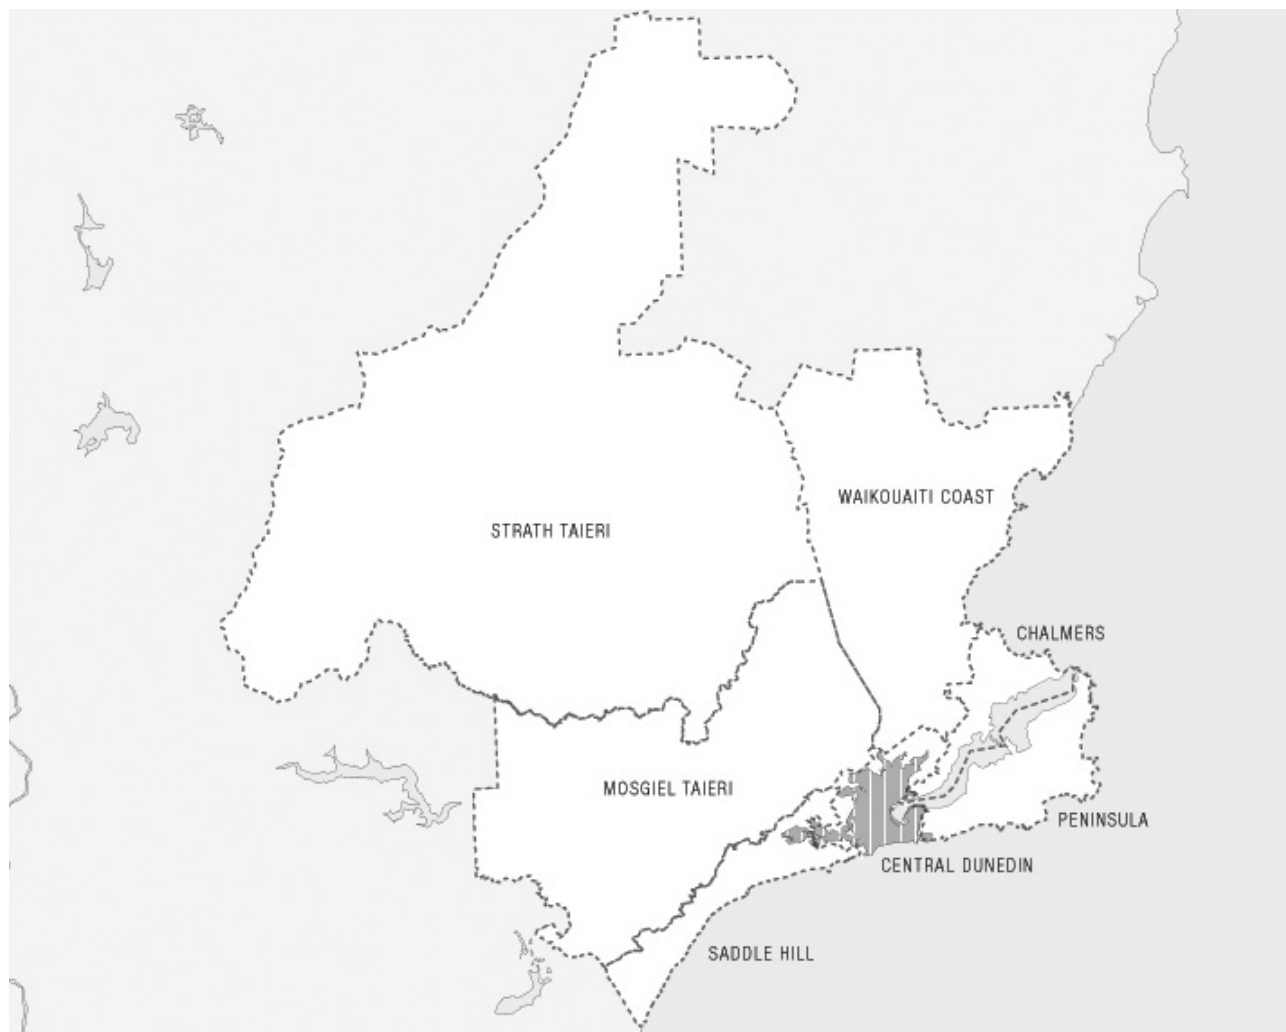 WAIKOUAITI COAST
STRATH TAIERI
CHALMERS
MOSGIEL TAIERI
PENINSULA
CENTRAL DUNEDIN
SADDLE HILL